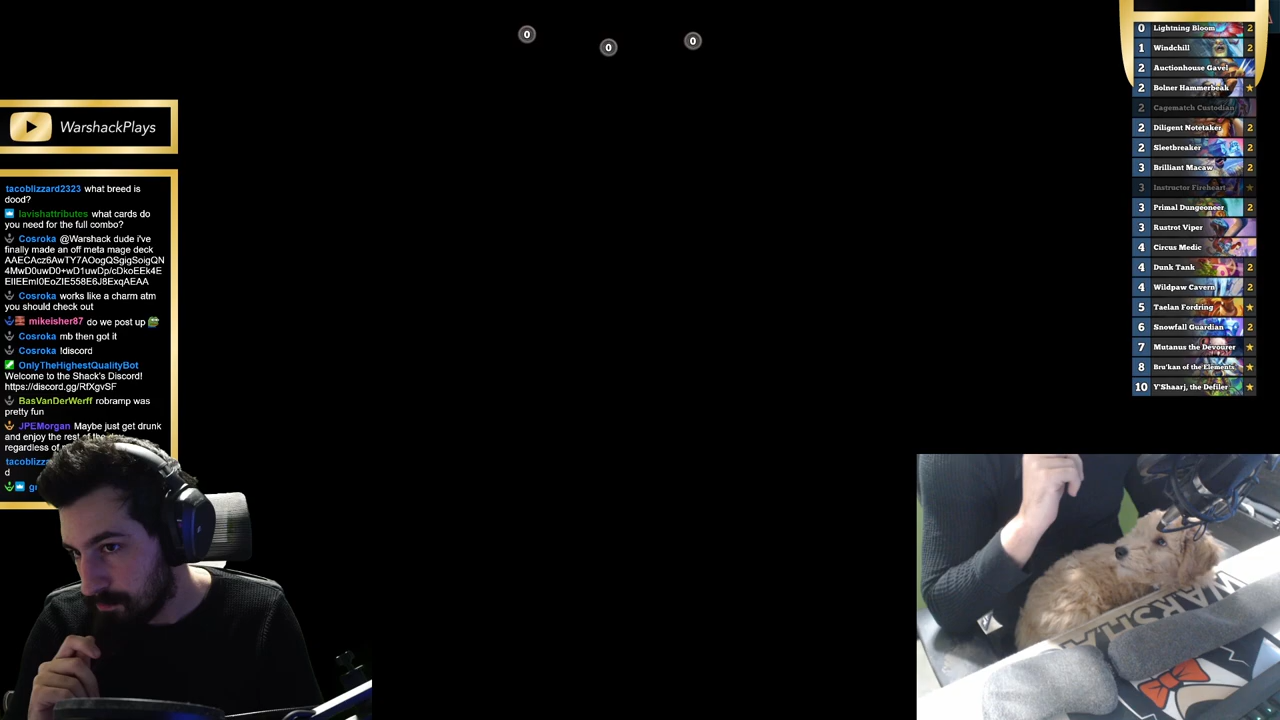 0
0
0
WarshackPlays
tacoblizzard2323 what breed is
dood?
lavishattributes what cards do
you need for the full combo?
Cosroka @Warshack dude i've
finally made an off meta mage deck
AAECAcz6AwTY7AOogQSgigSoigQN
4MwD0uwD0+wD1uwDp/cDkoEEk4E
Cosroka works like a charm atm
you should check out
mikeisher87 do we post up
Cosroka mb then got it
Cosroka !discord
OnlyTheHighestQualityBot
Welcome to the Shack's Discord!
https://discord.gg/RfXgvSF
BasVanDerWerff robramp was
pretty fun
JPEMorgan Maybe just get drunk
and enjoy the rest of the day
regardless of
tacoblizza
d
gr
0 Lightning Bloom 2
1 Windchill 2
2 Auctionhouse Gavel
2 Bolner Hammerbeak
2 Cagematch Custodian
2 Diligent Notetaker 2
2 Sleetbreaker 2
3 Brilliant Macaw 2
3 Instructor Fireheart
3 Primal Dungeoneer 2
3 Rustrot Viper
4 Circus Medic
4 Dunk Tank 2
4 Wildpaw Cavern 2
5 Taelan Fordring
6 Snowfall Guardian 2
7 Mutanus the Devourer
8 Bru'kan of the Elements
10 Y'Shaarj, the Defiler
WARSHA